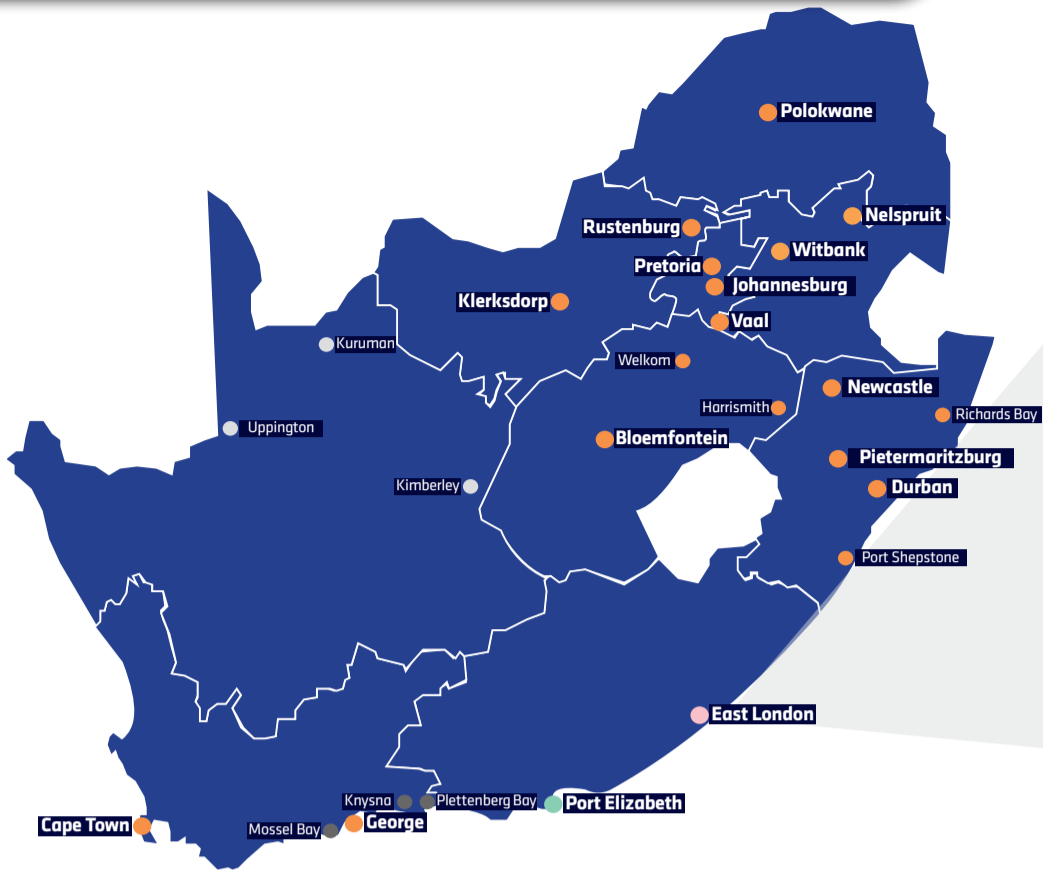 Polokwane
Nelspruit
Rustenburg
Witbank
Pretoria
Johannesburg
Klerksdorp
Vaal
Kuruman
Welkom
Newcastle
Harrismith
Richards Bay
Uppington
Bloemfontein
Pietermaritzburg
Kimberley
Durban
Port Shepstone
East London
Knysna
Plettenberg Bay
Port Elizabeth
Cape Town
Mossel Bay
George